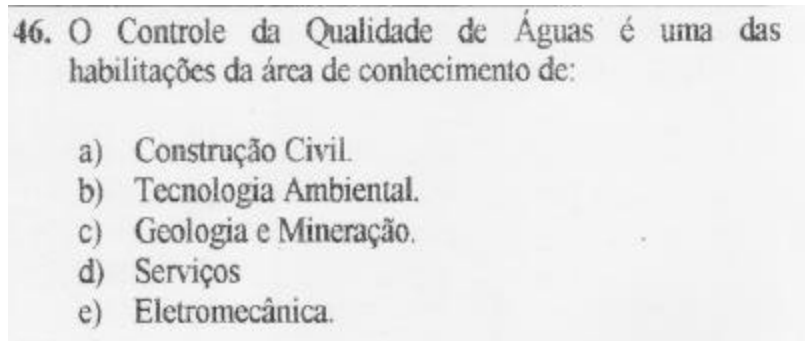 46. O Controle da Qualidade de Águas é uma das
habilitações da área de conhecimento de:
a) Construção Civil.
b) Tecnologia Ambiental.
c) Geologia e Mineração.
d) Serviços
e) Eletromecânica.